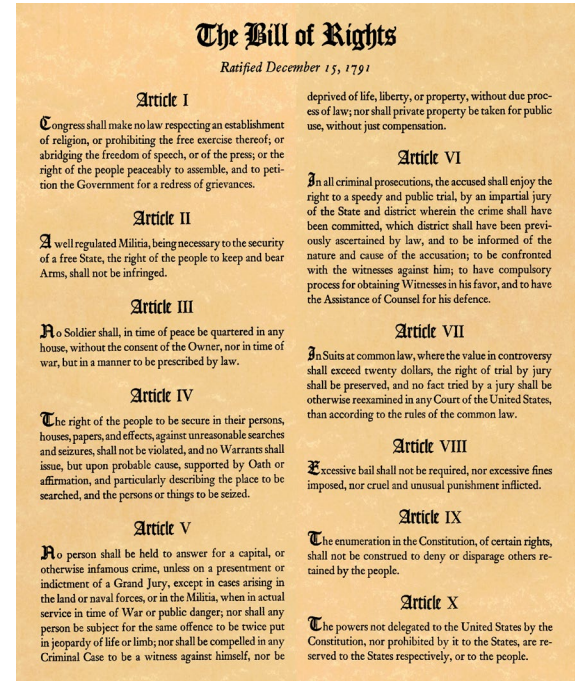 The Bill of Rights
Ratified December 15, 1791
Article I
Congress shall make no law respecting an establishment
of religion, or prohibiting the free exercise thereof; or
abridging the freedom of speech, or of the press; or the
right of the people peaceably to assemble, and to peti-
tion the Government for a redress of grievances.
Article II
A well regulated Militia, being necessary to the security
of a free State, the right of the people to keep and bear
Arms, shall not be infringed.
Article III
No Soldier shall, in time of peace be quartered in any
house, without the consent of the Owner, nor in time of
war, but in a manner to be prescribed by law.
Article IV
The right of the people to be secure in their persons,
houses, papers, and effects, against unreasonable searches
and seizures, shall not be violated, and no Warrants shall
issue, but upon probable cause, supported by Oath or
affirmation, and particularly describing the place to be
searched, and the persons or things to be seized.
Article V
No person shall be held to answer for a capital, or
otherwise infamous crime, unless on a presentment or
indictment of a Grand Jury, except in cases arising in
the land or naval forces, or in the Militia, when in actual
service in time of War or public danger; nor shall any
person be subject for the same offence to be twice put
in jeopardy of life or limb; nor shall be compelled in any
Criminal Case to be a witness against himself, nor be
deprived of life, liberty, or property, without due proc-
ess of law; nor shall private property be taken for public
use, without just compensation.
Article VI
In all criminal prosecutions, the accused shall enjoy the
right to a speedy and public trial, by an impartial jury
of the State and district wherein the crime shall have
been committed, which district shall have been previ-
ously ascertained by law, and to be informed of the
nature and cause of the accusation; to be confronted
with the witnesses against him; to have compulsory
process for obtaining Witnesses in his favor, and to have
the Assistance of Counsel for his defence.
Article VII
In Suits at common law, where the value in controversy
shall exceed twenty dollars, the right of trial by jury
shall be preserved, and no fact tried by a jury shall be
otherwise reexamined in any Court of the United States,
than according to the rules of the common law.
Article VIII
Excessive bail shall not be required, nor excessive fines
imposed, nor cruel and unusual punishment inflicted.
Article IX
The enumeration in the Constitution, of certain rights,
shall not be construed to deny or disparage others re-
tained by the people.
Article X
The powers not delegated to the United States by the
Constitution, nor prohibited by it to the States, are re-
served to the States respectively, or to the people.